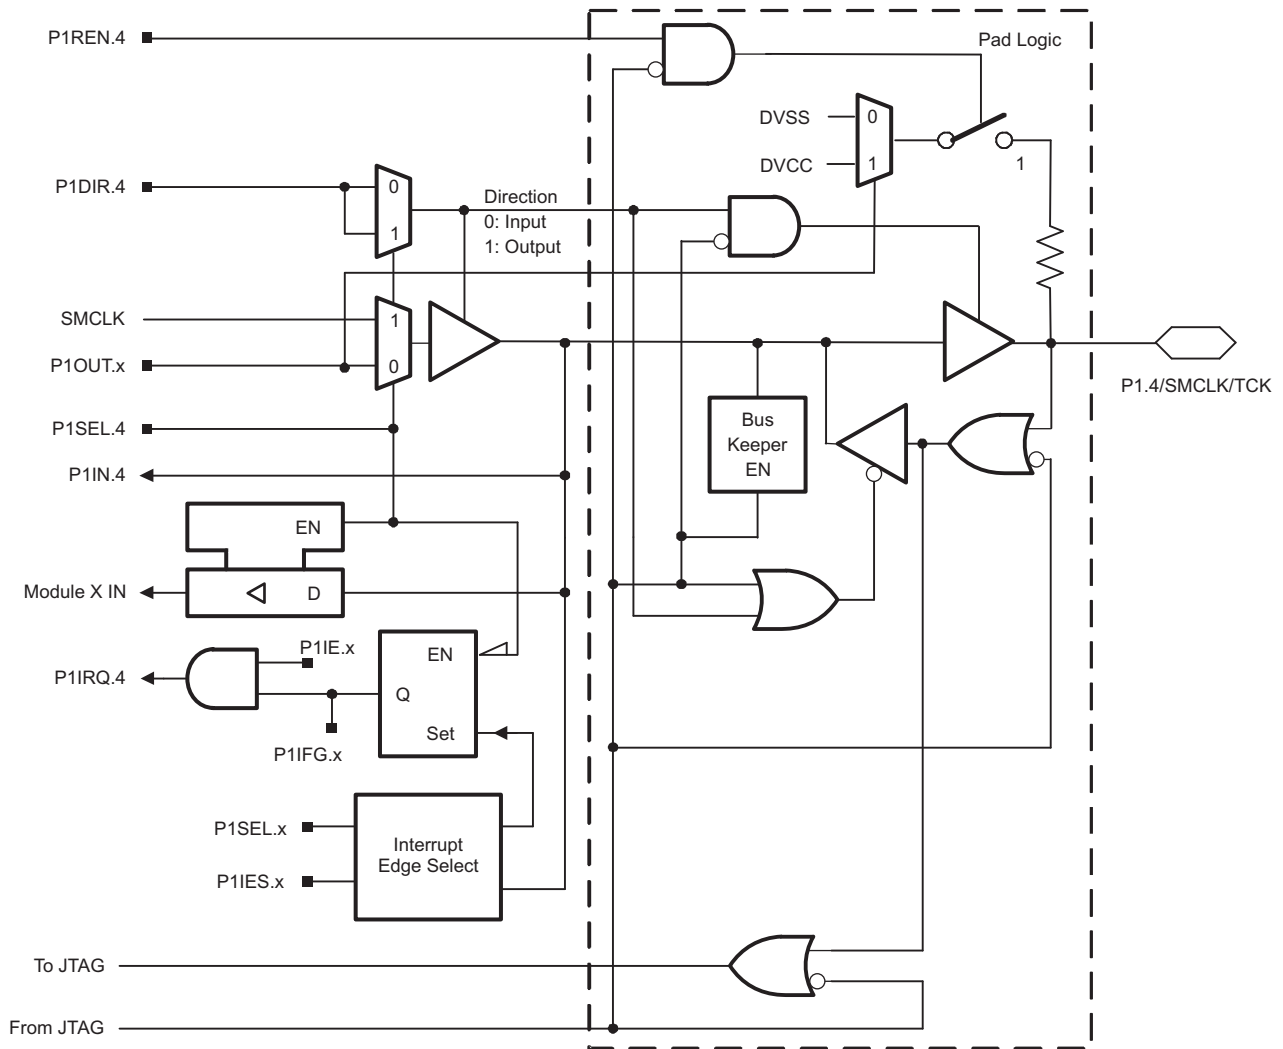 P1REN.4
Pad Logic
DVSS
0
DVCC
1
1
P1DIR.4
0
1
Direction
0: Input
1: Output
SMCLK
1
P1OUT.x
0
P1.4/SMCLK/TCK
P1SEL.4
Bus
Keeper
EN
P1IN.4
EN
Module X IN
D
P1IE.x
EN
P1IRQ.4
Q
Set
P1IFG.x
P1SEL.x
Interrupt
Edge Select
P1IES.x
To JTAG
From JTAG